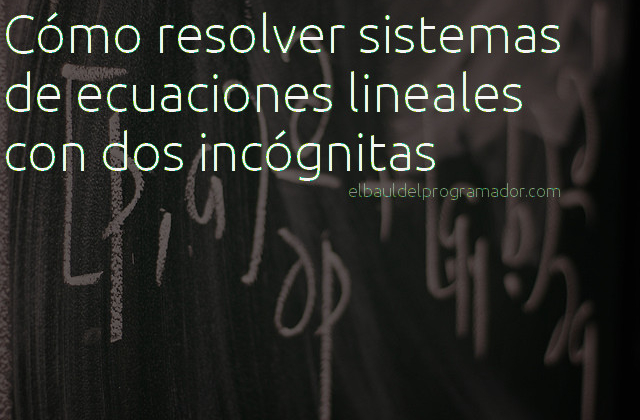 Cómo resolver sistemas
de ecuaciones lineales
con dos incógnitas
elbauldelprogramador.com